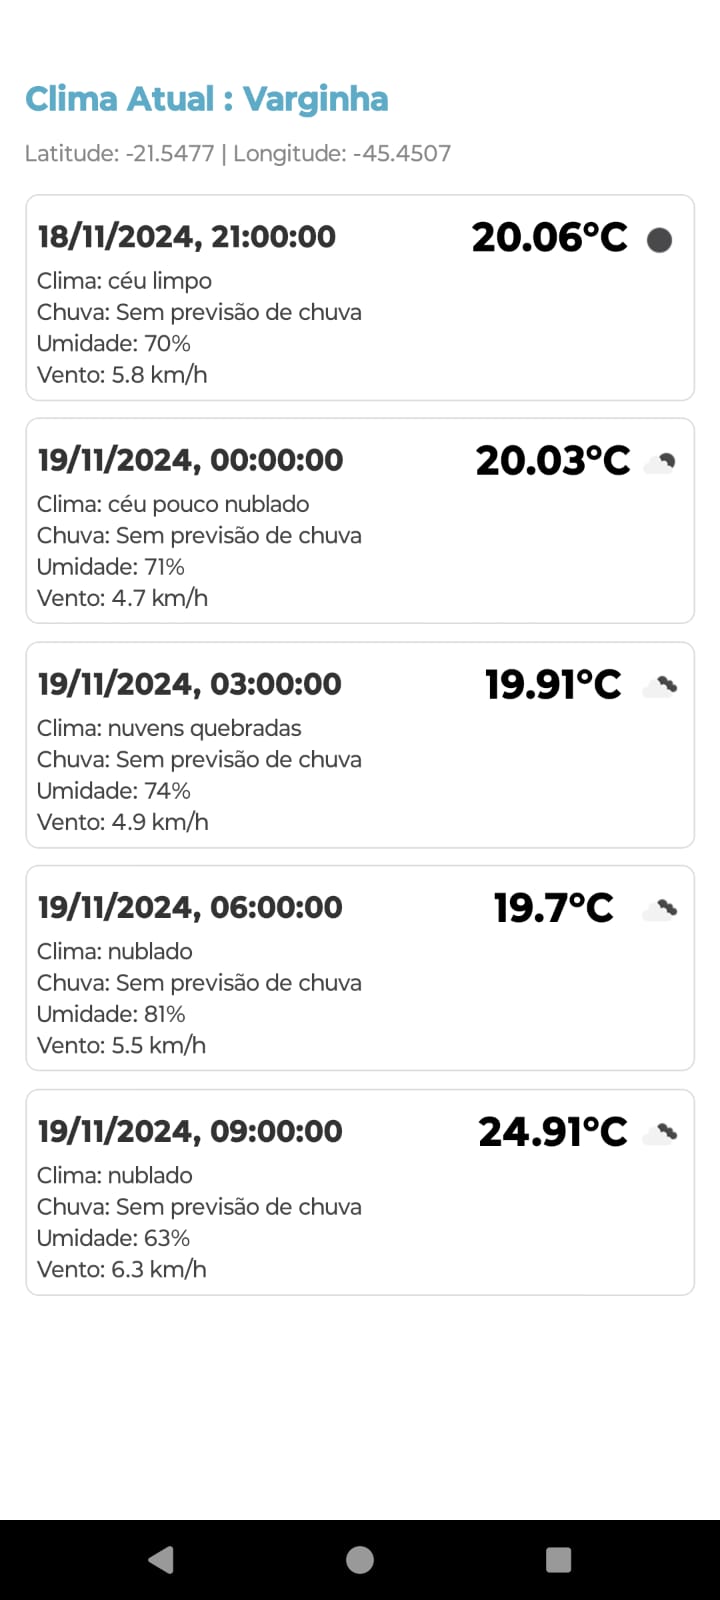 Clima Atual : Varginha
Latitude: -21.5477 | Longitude: -45.4507
18/11/2024, 21:00:00 20.06°C
Clima: céu limpo
Chuva: Sem previsão de chuva
Umidade: 70%
Vento: 5.8 km/h
19/11/2024, 00:00:00 20.03°C
Clima: céu pouco nublado
Chuva: Sem previsão de chuva
Umidade: 71%
Vento: 4.7 km/h
19/11/2024, 03:00:00 19.91°C
Clima: nuvens quebradas
Chuva: Sem previsão de chuva
Umidade: 74%
Vento: 4.9 km/h
19/11/2024, 06:00:00 19.7°C
Clima: nublado
Chuva: Sem previsão de chuva
Umidade: 81%
Vento: 5.5 km/h
19/11/2024, 09:00:00 24.91°C
Clima: nublado
Chuva: Sem previsão de chuva
Umidade: 63%
Vento: 6.3 km/h